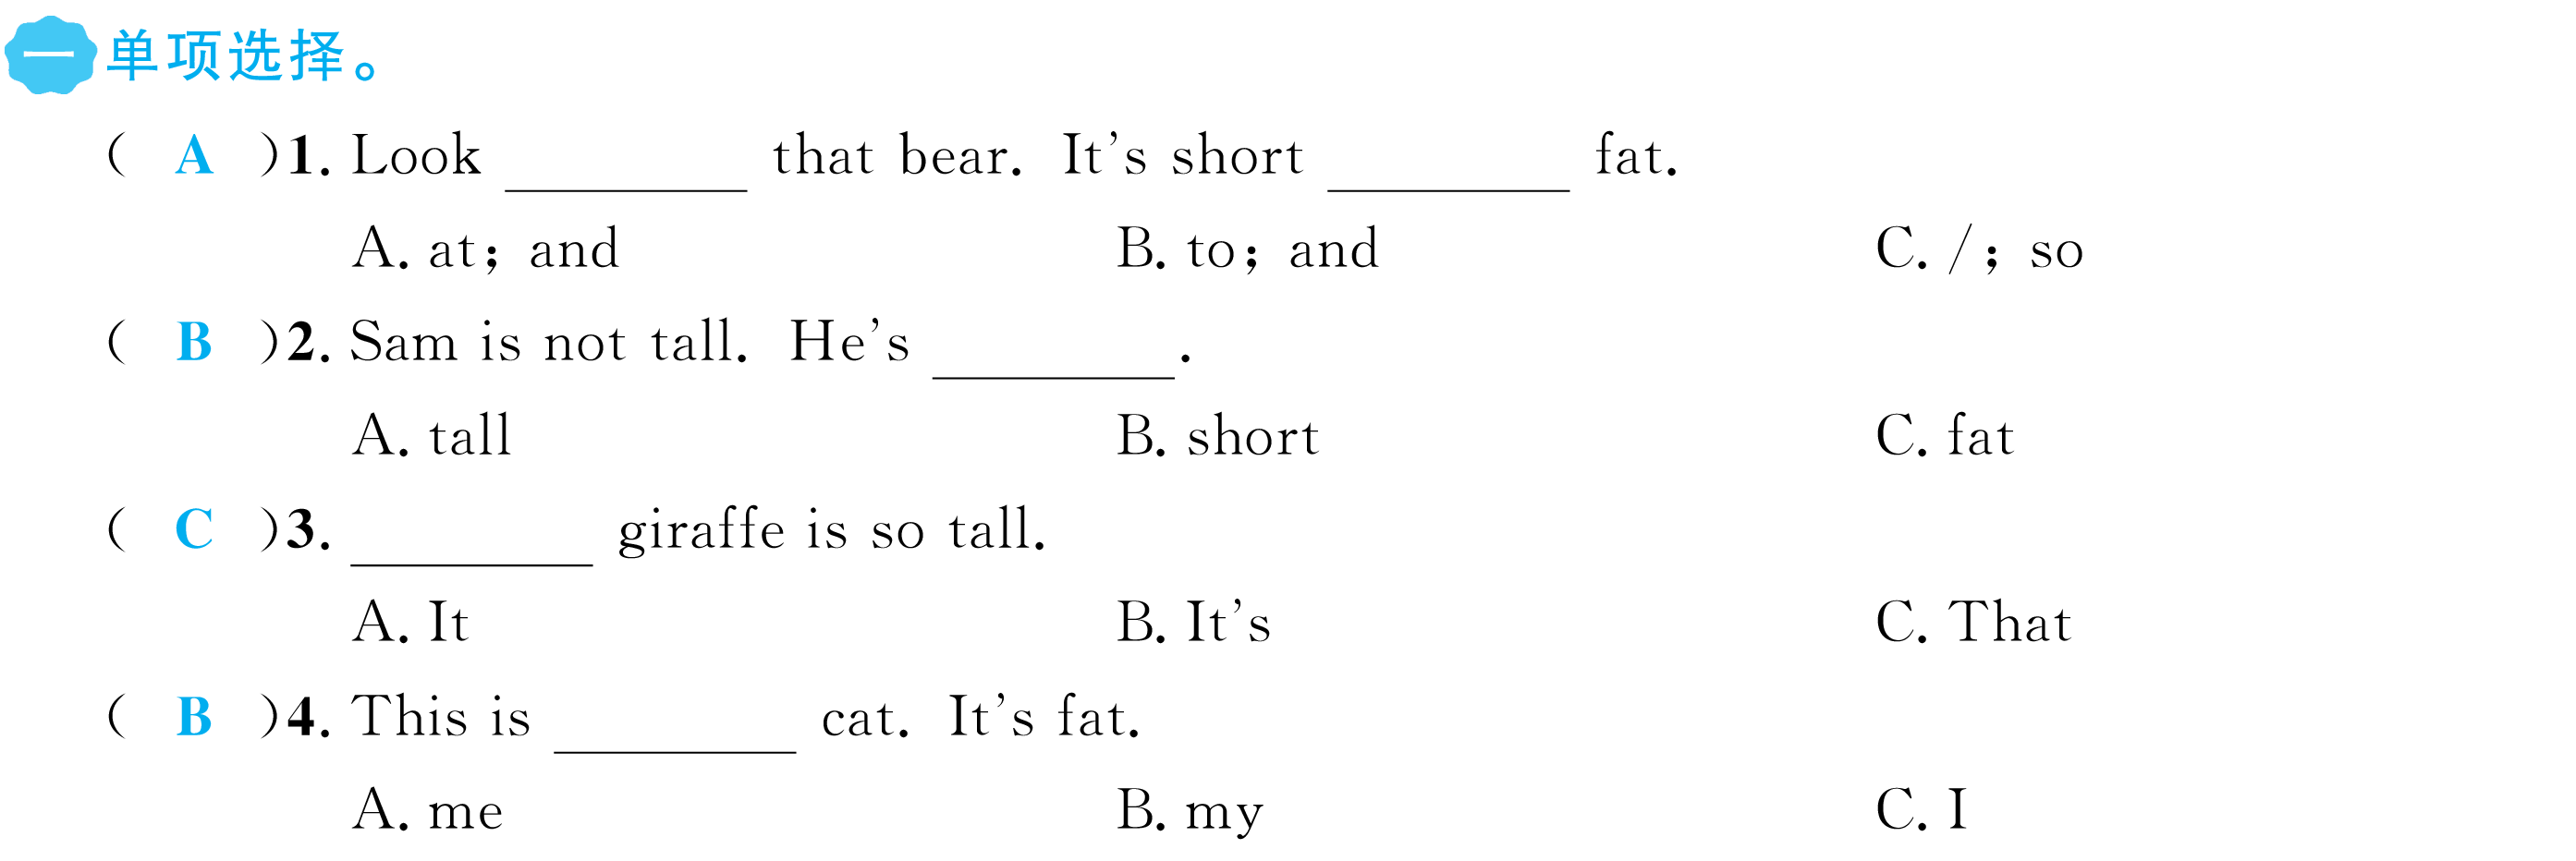 一 单项选择。
( A )1. Look ________ that bear. It's short ________ fat.
A. at; and B. to; and C. /; so
( B )2. Sam is not tall. He's ________.
A. tall B. short C. fat
( C )3. ________ giraffe is so tall.
A. It B. It's C. That
( B )4. This is ________ cat. It's fat.
A. me B. my C. I